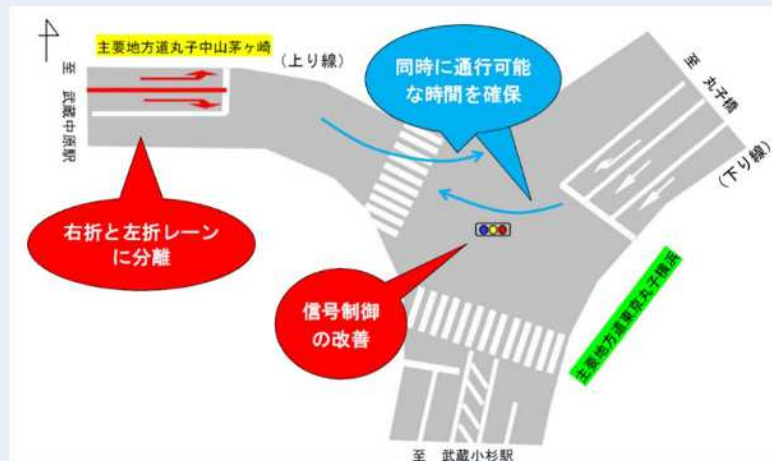 主要地方道丸子中山茅ヶ崎
(上り線)
至 武蔵中原駅
同時に通行可能
な時間を確保
至 丸子橋
(下り線)
右折と左折レーン
に分離
信号制御
の改善
主要地方道東京丸子横浜
至 武蔵小杉駅